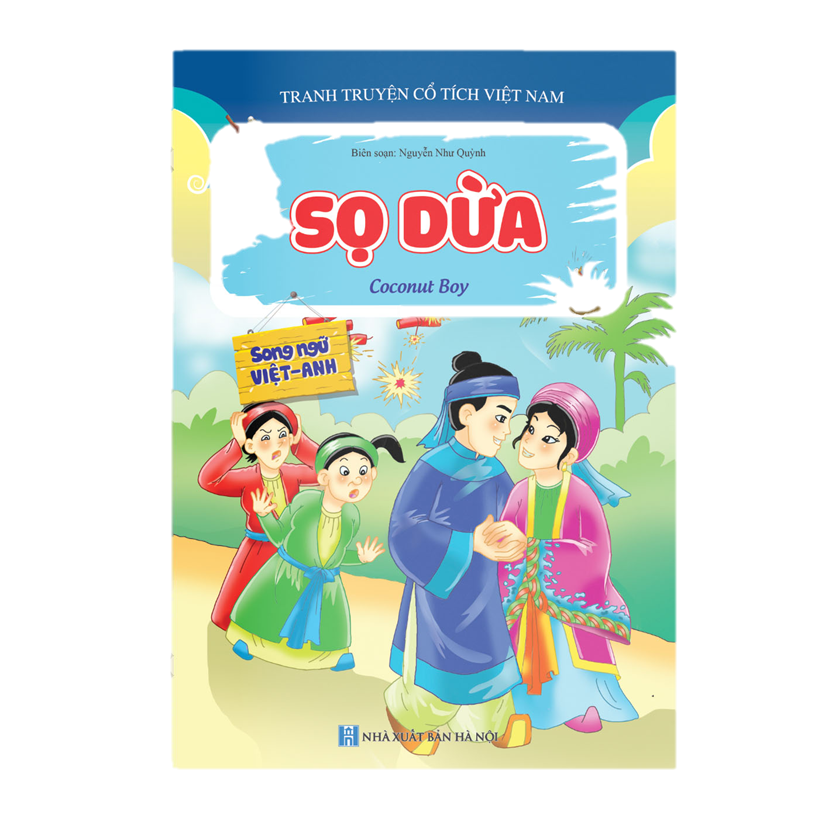 TRANH TRUYỆN CỔ TÍCH VIỆT NAM
Biên soạn: Nguyễn Như Quỳnh
SỌ DỪA
Coconut Boy
Song ngữ
VIỆT-ANH
NHÀ XUẤT BẢN HÀ NỘI